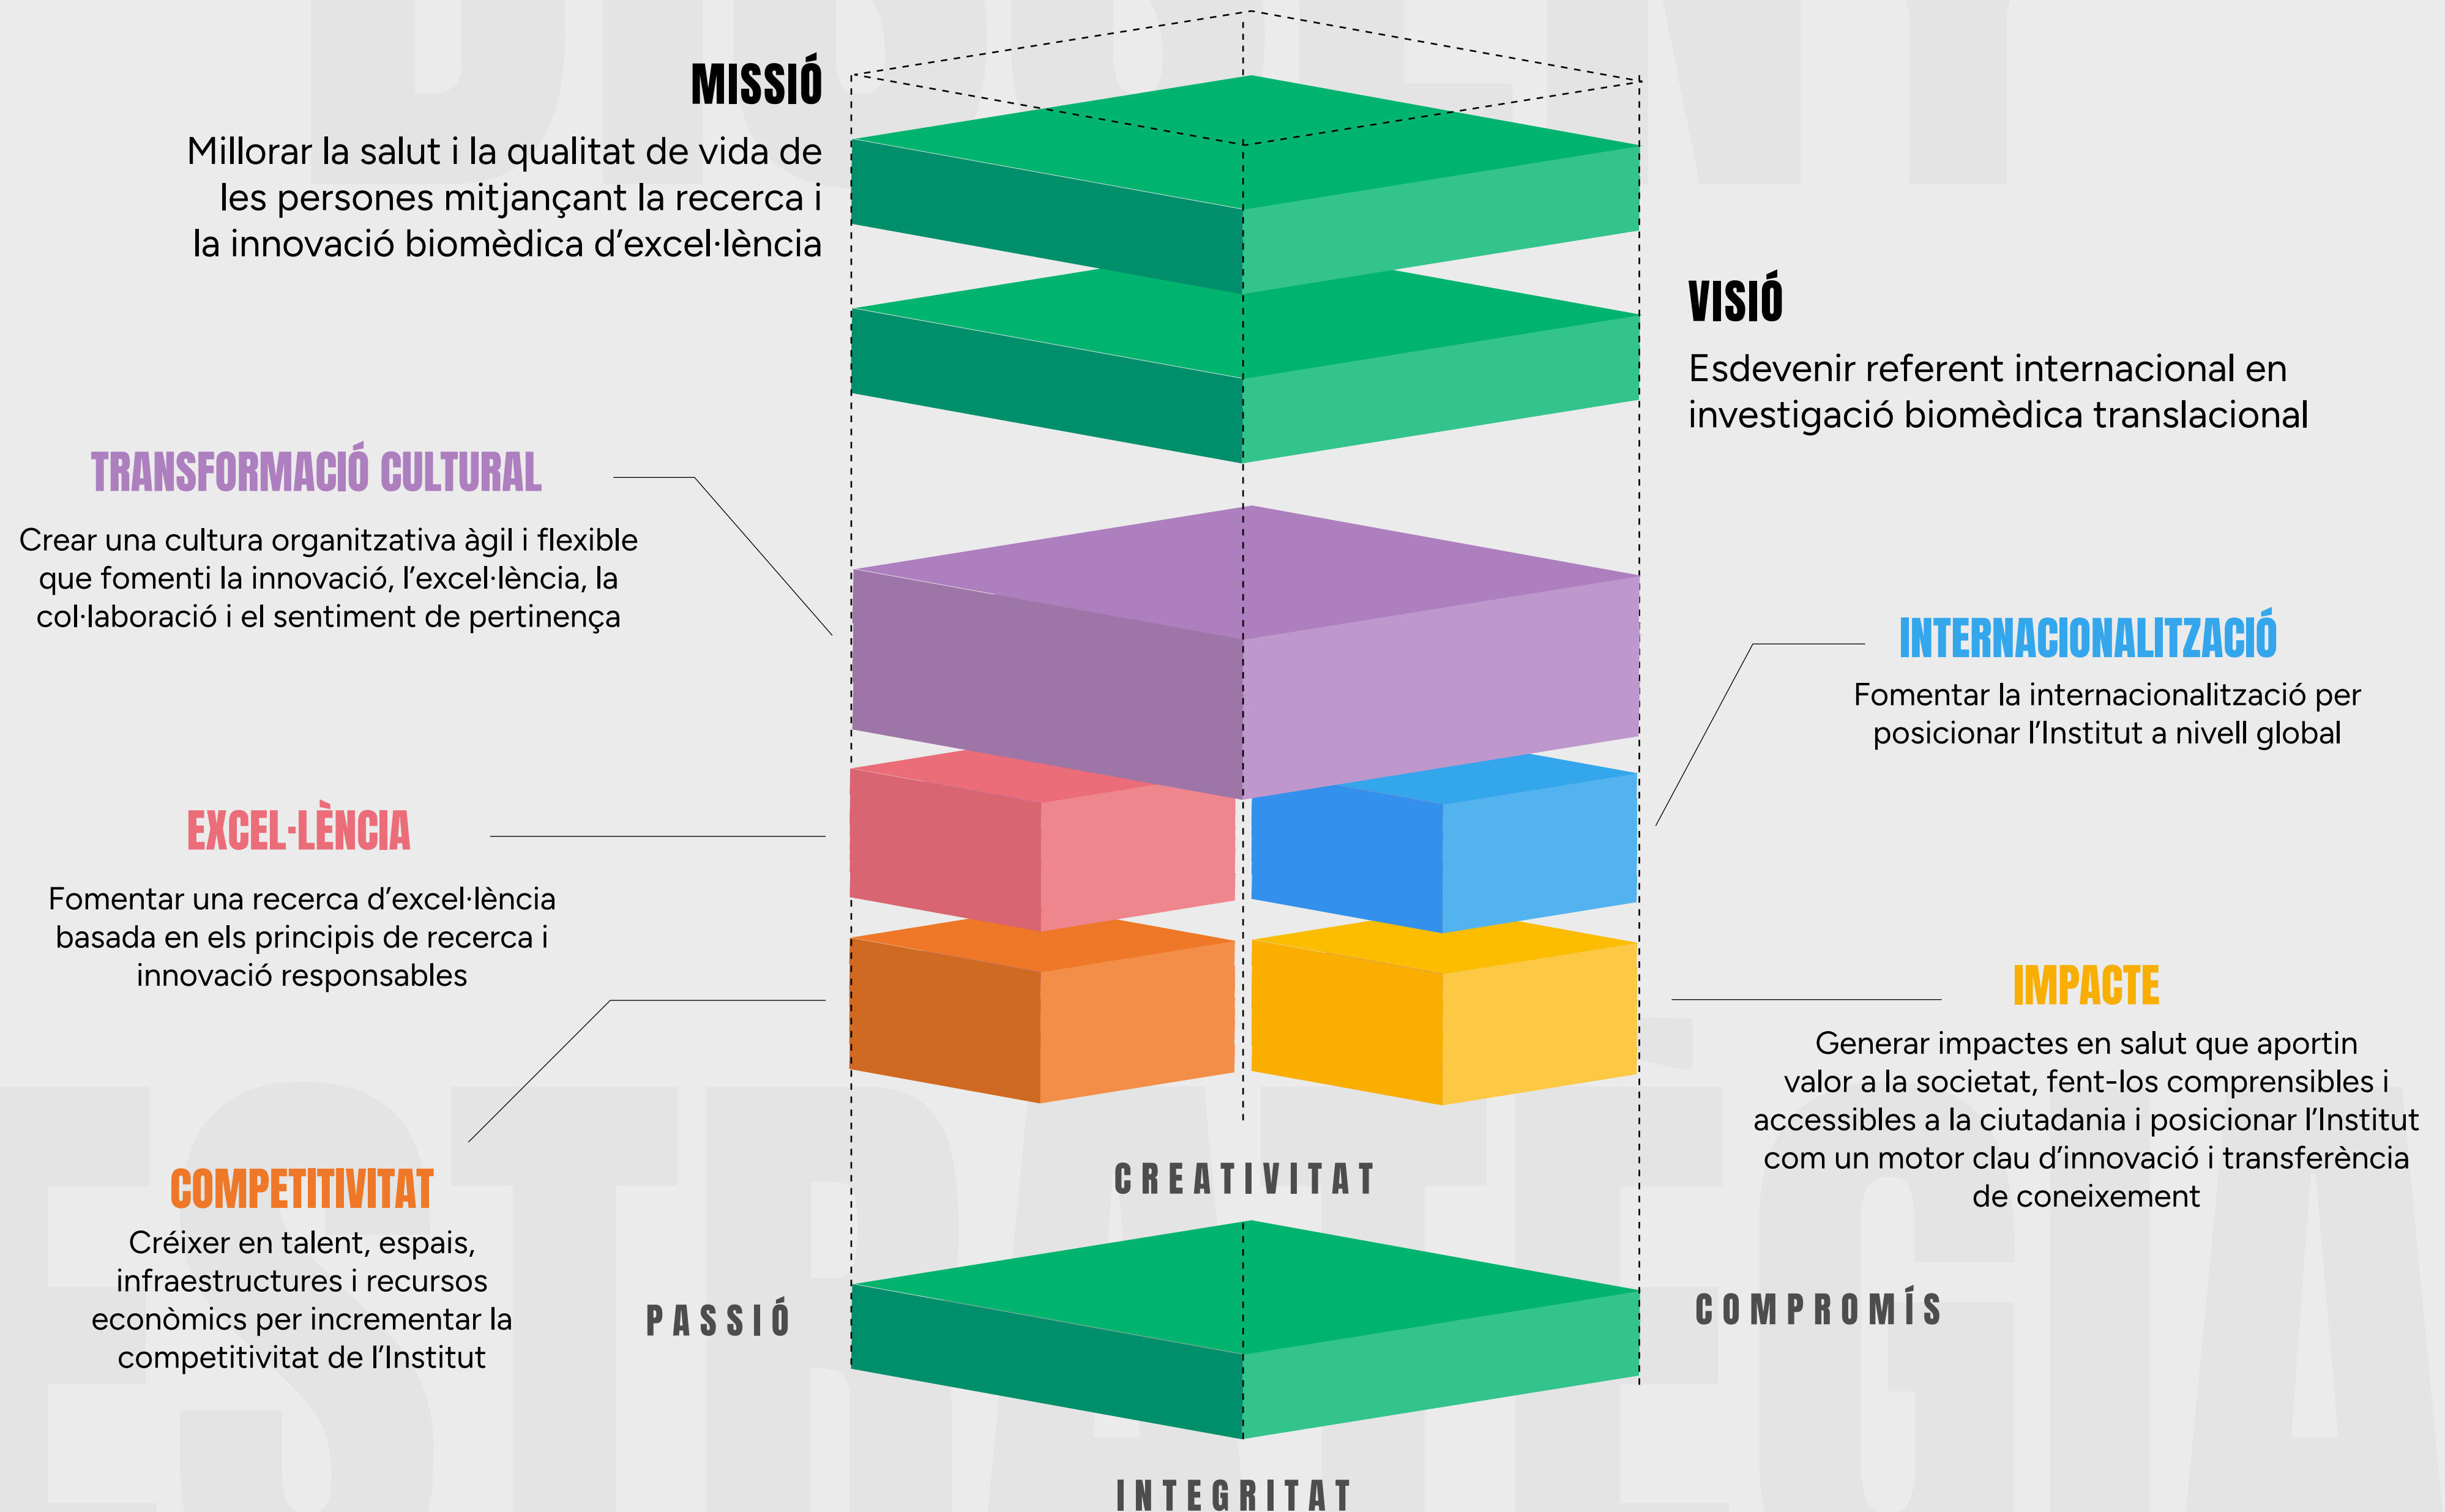 MISSIÓ
Millorar la salut i la qualitat de vida de
les persones mitjançant la recerca i
la innovació biomèdica d’excel·lència
VISIÓ
Esdevenir referent internacional en
investigació biomèdica translacional
TRANSFORMACIÓ CULTURAL
Crear una cultura organitzativa àgil i flexible
que fomenti la innovació, l’excel·lència, la
col·laboració i el sentiment de pertinença
INTERNACIONALITZACIÓ
Fomentar la internacionalització per
posicionar l’Institut a nivell global
EXCEL·LÈNCIA
Fomentar una recerca d’excel·lència
basada en els principis de recerca i
innovació responsables
IMPACTE
Generar impactes en salut que aportin
valor a la societat, fent-los comprensibles i
accessibles a la ciutadania i posicionar l’Institut
com un motor clau d’innovació i transferència
de coneixement
COMPETITIVITAT
Créixer en talent, espais,
infraestructures i recursos
econòmics per incrementar la
competitivitat de l’Institut
CREATIVITAT
PASSIÓ
COMPROMÍS
INTEGRITAT
ESTRATÈGIA